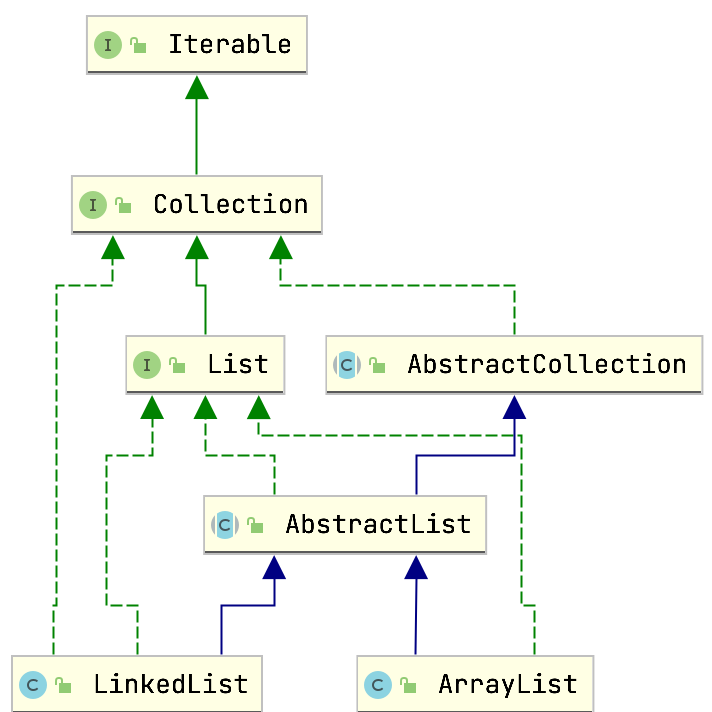 I Iterable
I Collection
I List
C AbstractCollection
C AbstractList
C LinkedList
C ArrayList